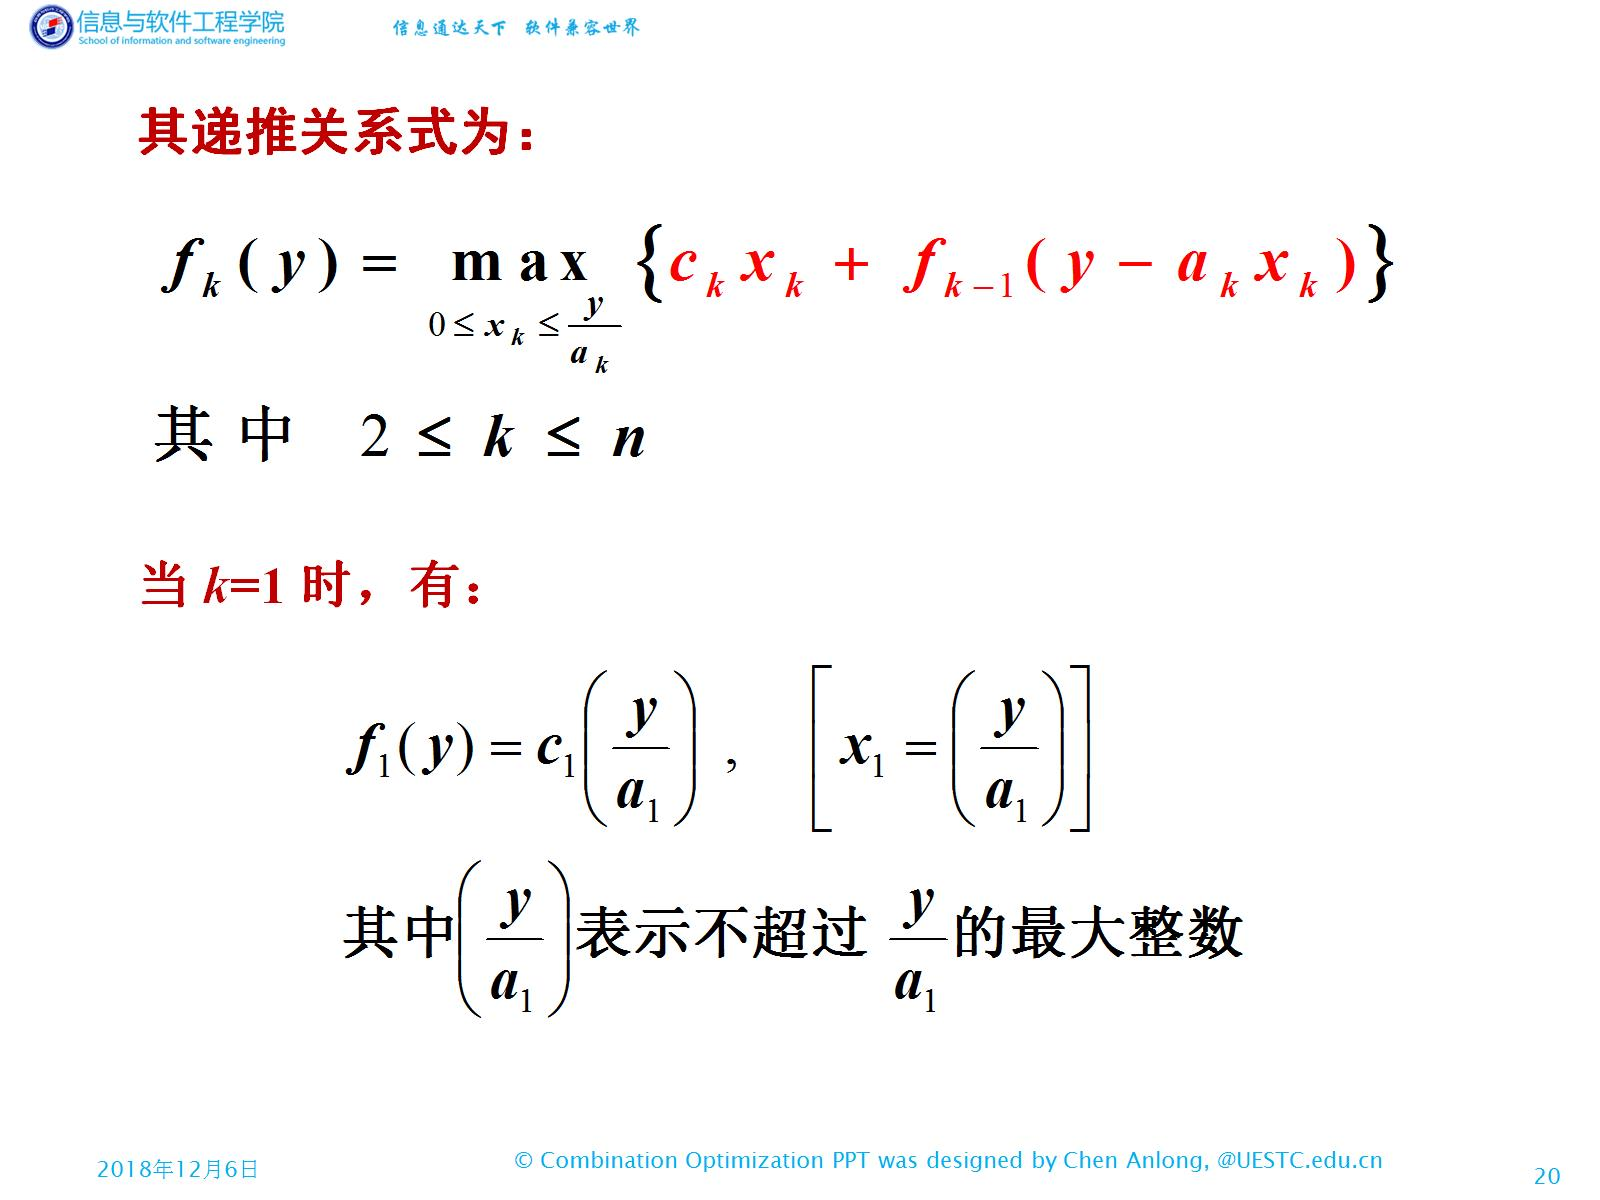 信息与软件工程学院
School of information and software engineering
信息通达天下 软件兼容世界
其递推关系式为：
f_k(y) = max_{0≤x_k≤y/a_k} {c_k x_k + f_{k-1}(y - a_k x_k)}
其中 2 ≤ k ≤ n
当 k=1 时，有：
f_1(y) = c_1(y/a_1) , [x_1 = (y/a_1)]
其中(y/a_1)表示不超过 y/a_1 的最大整数
2018年12月6日
© Combination Optimization PPT was designed by Chen Anlong, @UESTC.edu.cn
20